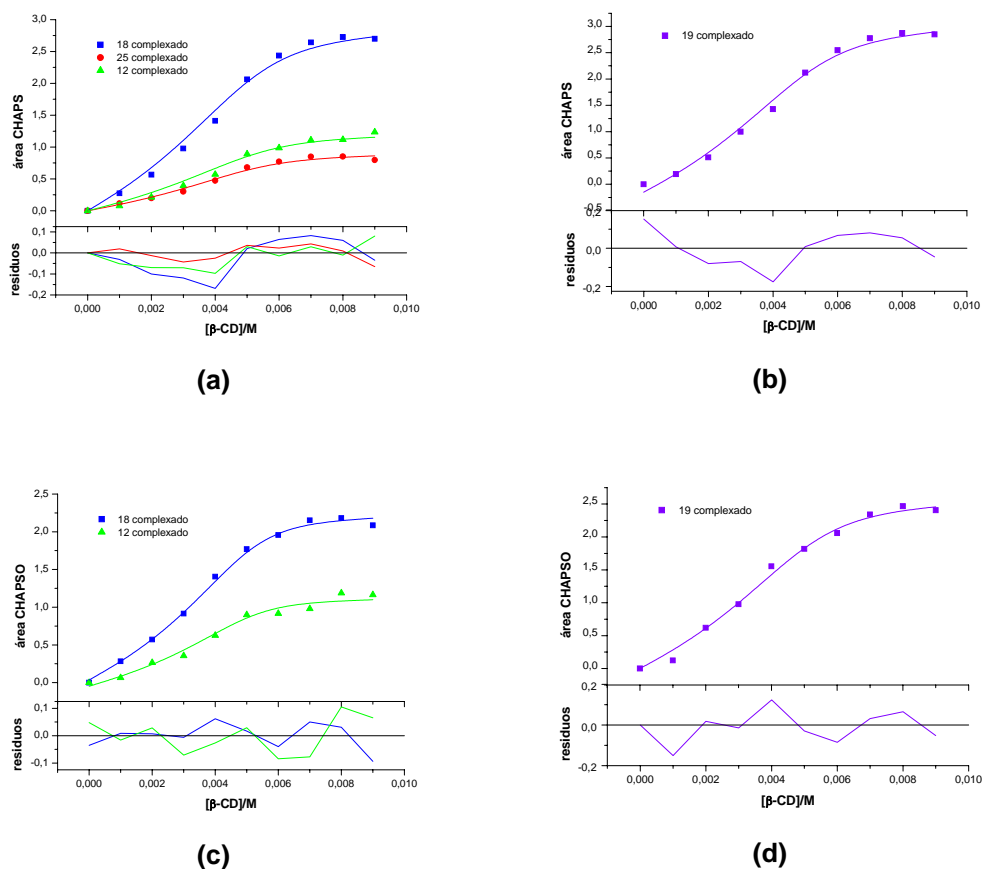 18 complexado
25 complexado
12 complexado
área CHAPS
3,0
2,5
2,0
1,5
1,0
0,5
0,0
resíduos
0,1
0,0
-0,1
-0,2
0,000 0,002 0,004 0,006 0,008 0,010
[β-CD]/M
(a)
19 complexado
área CHAPS
3,5
3,0
2,5
2,0
1,5
1,0
0,5
0,0
-0,5
resíduos
0,2
0,0
-0,2
0,000 0,002 0,004 0,006 0,008 0,010
[β-CD]/M
(b)
18 complexado
12 complexado
área CHAPSO
2,5
2,0
1,5
1,0
0,5
0,0
resíduos
0,1
0,0
-0,1
0,000 0,002 0,004 0,006 0,008 0,010
[β-CD]/M
(c)
19 complexado
área CHAPSO
2,5
2,0
1,5
1,0
0,5
0,0
resíduos
0,2
0,0
-0,2
0,000 0,002 0,004 0,006 0,008 0,010
[β-CD]/M
(d)